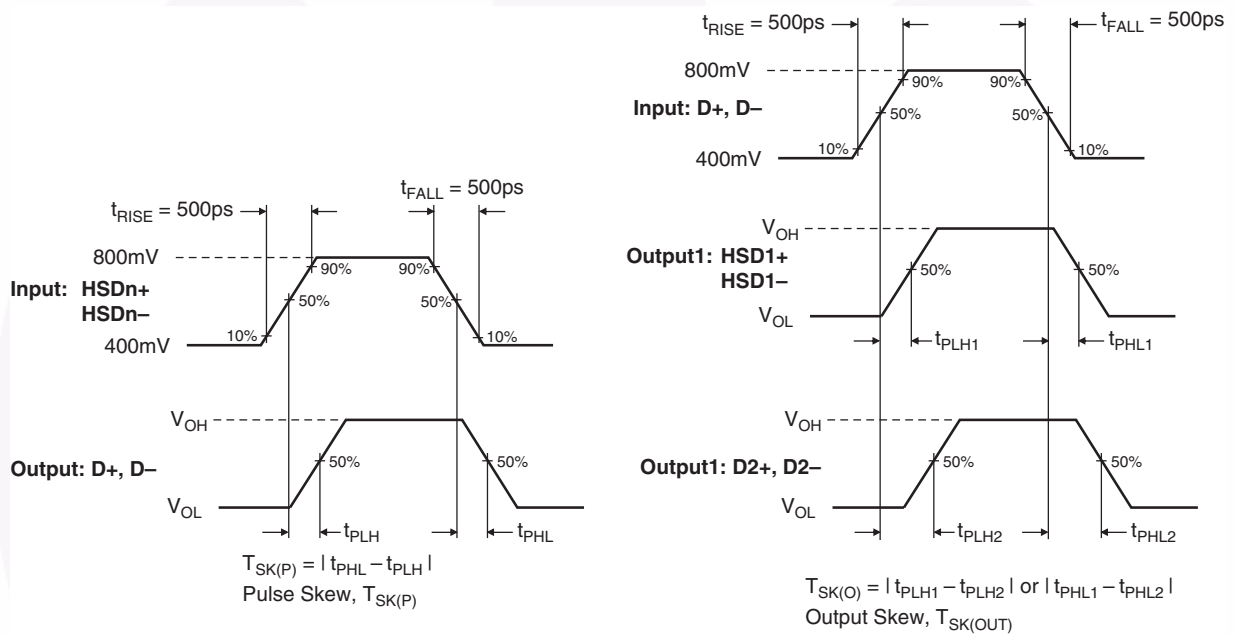 tRISE = 500ps
tFALL = 500ps
800mV
90%
90%
Input: HSDn+
HSDn–
50%
50%
10%
10%
400mV
VOH
Output: D+, D–
50%
50%
VOL
tPLH
tPHL
TSK(P) = | tPHL – tPLH |
Pulse Skew, TSK(P)
tRISE = 500ps
tFALL = 500ps
800mV
90%
90%
Input: D+, D–
50%
50%
10%
10%
400mV
VOH
Output1: HSD1+
HSD1–
50%
50%
VOL
tPLH1
tPHL1
VOH
Output1: D2+, D2–
50%
50%
VOL
tPLH2
tPHL2
TSK(O) = | tPLH1 – tPLH2 | or | tPHL1 – tPHL2 |
Output Skew, TSK(OUT)